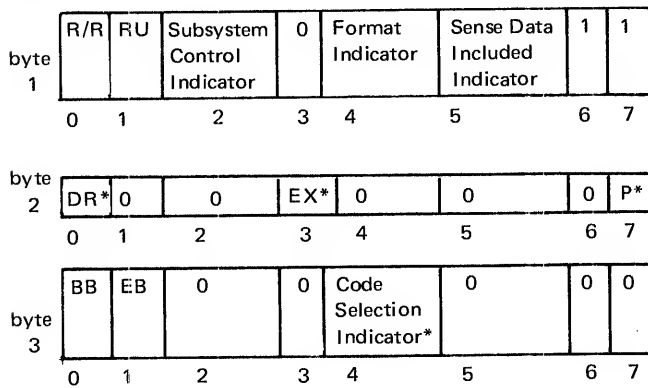 byte
1
R/R RU Subsystem Control Indicator 0 Format Indicator Sense Data Included Indicator 1 1
0 1 2 3 4 5 6 7
byte
2
DR* 0 0 EX* 0 0 0 P*
0 1 2 3 4 5 6 7
byte
3
BB EB 0 0 Code Selection Indicator* 0 0 0
0 1 2 3 4 5 6 7